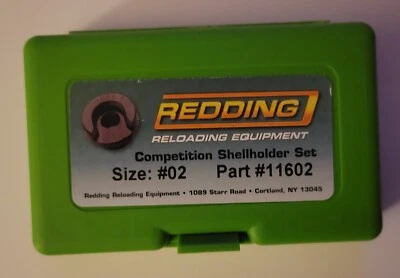 REDDING
RELOADING EQUIPMENT
Competition Shellholder Set
Size: #02 Part #11602
Redding Reloading Equipment • 1089 Starr Road • Cortland, NY 13045